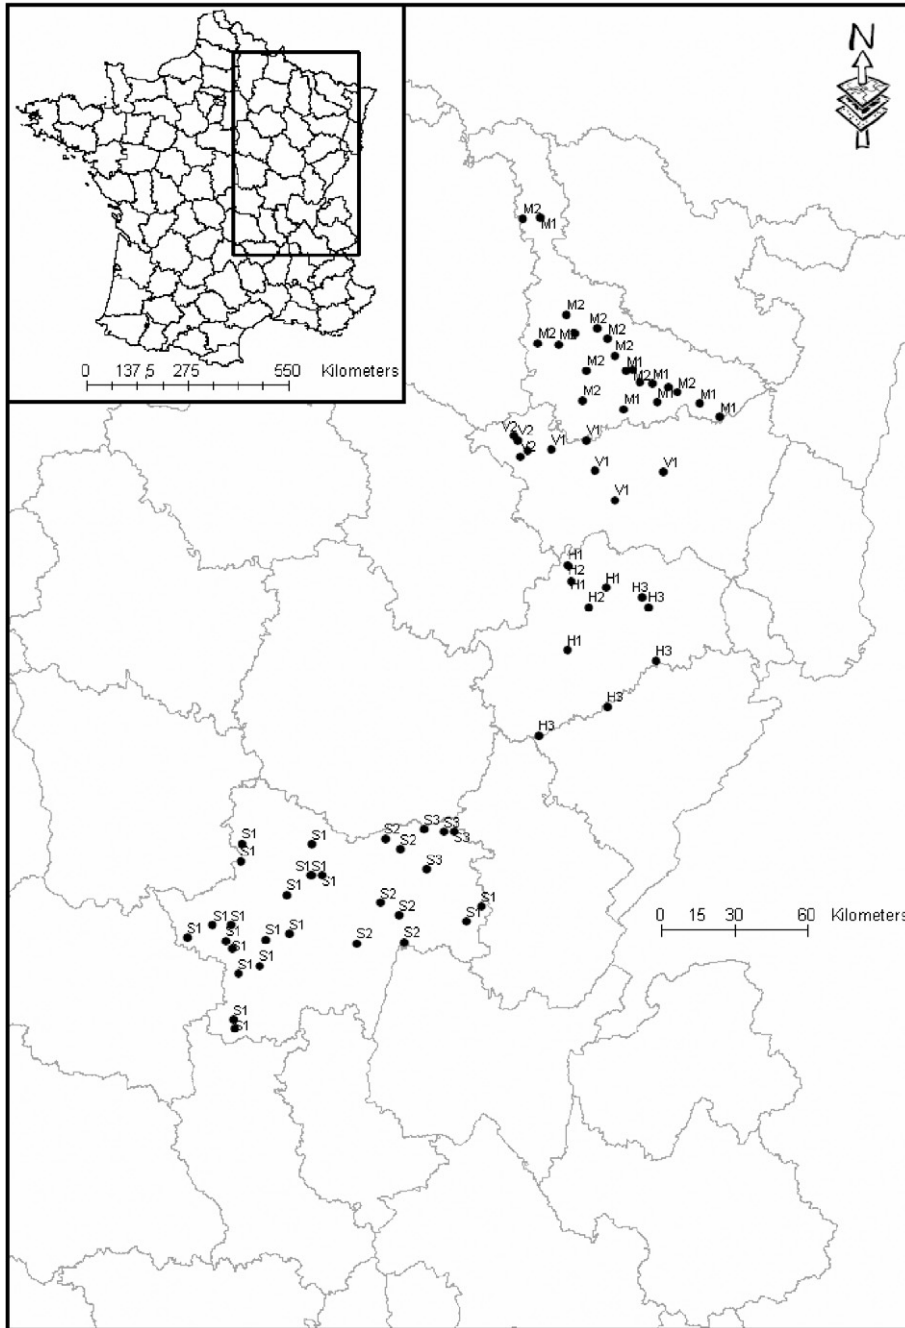 N
0 137,5 275 550 Kilometers
M2 M1
M2
M2
M2
M2 M2
M2
M2 M1
M2 M1
M2
M2 M1 M1 M1
M1
V2
V2 V1
V2 V1
V1 V1
V1
H1
H2
H1 H1
H2 H3
H3
H1 H3
H3
H3
S1 S1 S2 S3 S3
S1 S2 S3
S1 S1 S3
S1 S1
S2 S1
S1 S1 S2 S1
S1 S1 S1 S1 S2 S2
S1
S1 S1
S1
S1
0 15 30 60 Kilometers